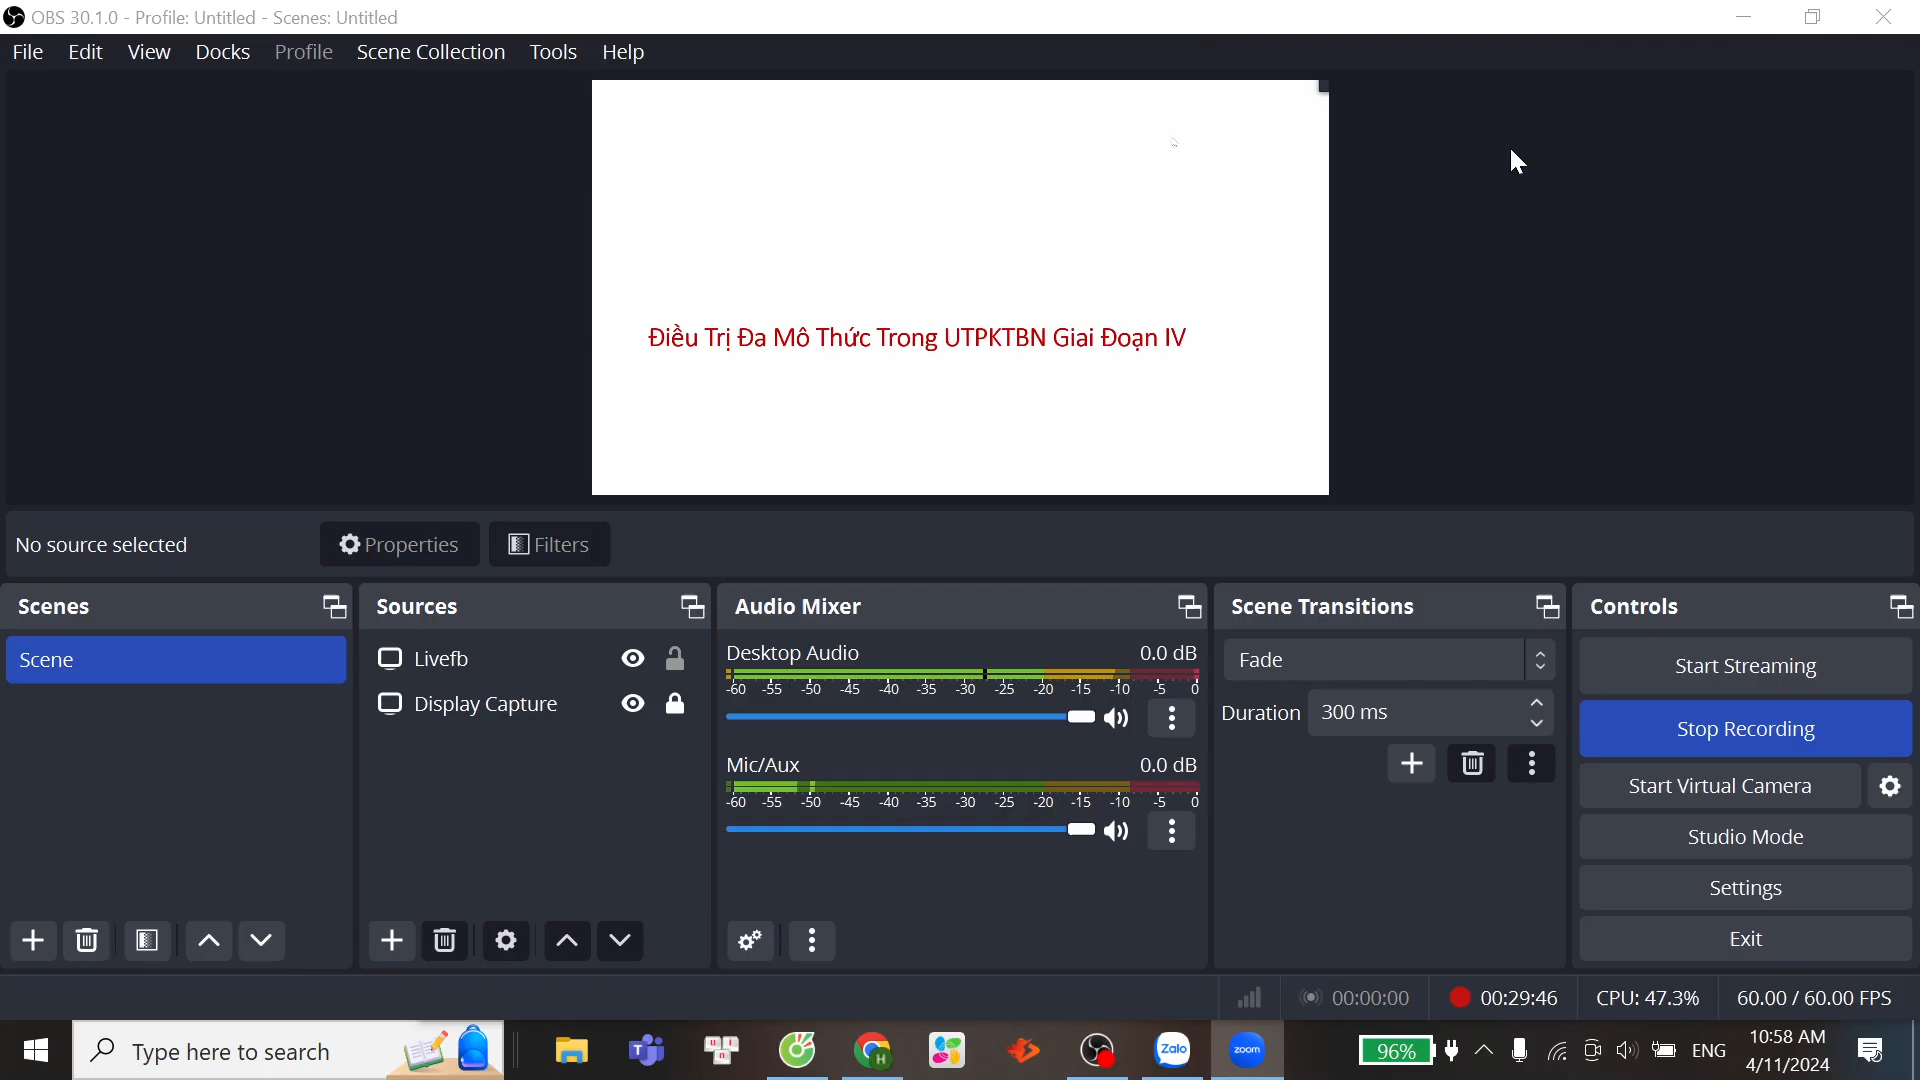 OBS 30.1.0 - Profile: Untitled - Scenes: Untitled
File Edit View Docks Profile Scene Collection Tools Help
Điều Trị Đa Mô Thức Trong UTPKTBN Giai Đoạn IV
No source selected
Properties
Filters
Scenes
Scene
Sources
Livefb
Display Capture
Audio Mixer
Desktop Audio 0.0 dB
-60 -55 -50 -45 -40 -35 -30 -25 -20 -15 -10 -5 0
Mic/Aux 0.0 dB
-60 -55 -50 -45 -40 -35 -30 -25 -20 -15 -10 -5 0
Scene Transitions
Fade
Duration 300 ms
Controls
Start Streaming
Stop Recording
Start Virtual Camera
Studio Mode
Settings
Exit
00:00:00 00:29:46 CPU: 47.3% 60.00 / 60.00 FPS
Type here to search
Zalo
zoom
96%
ENG
10:58 AM
4/11/2024